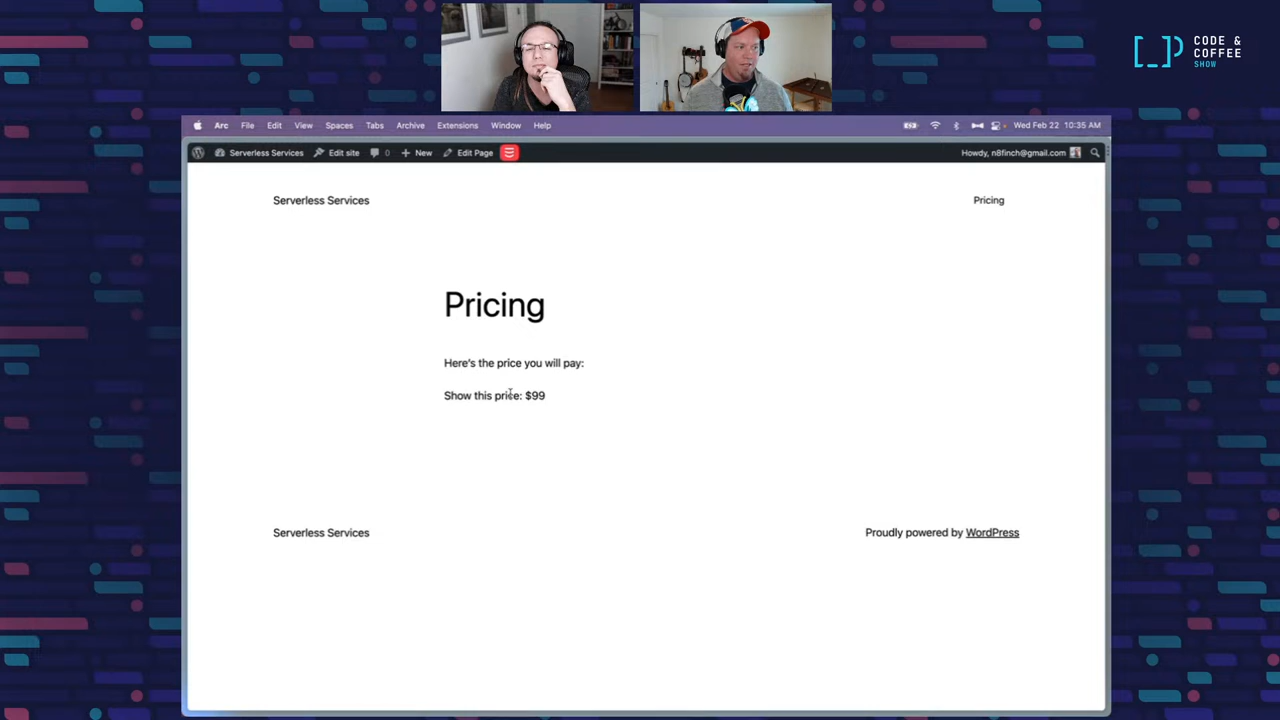 CODE &
COFFEE
SHOW
Arc File Edit View Spaces Tabs Archive Extensions Window Help Wed Feb 22 10:35 AM
Serverless Services Edit site 0 New Edit Page Howdy, n8finch@gmail.com
Serverless Services Pricing
Pricing
Here's the price you will pay:
Show this price: $99
Serverless Services Proudly powered by WordPress